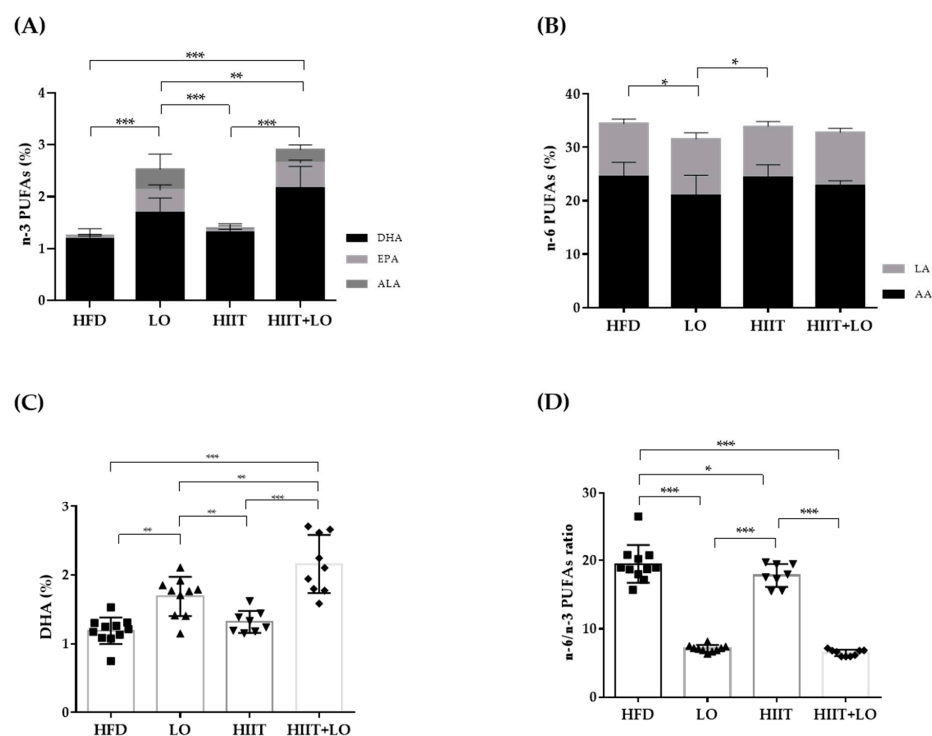 (A)
***
**
***
***
***
4
3
2
1
0
n-3 PUFAs (%)
DHA
EPA
ALA
HFD LO HIIT HIIT+LO
(B)
*
*
40
30
20
10
0
n-6 PUFAs (%)
LA
AA
HFD LO HIIT HIIT+LO
(C)
***
**
***
**
**
3
2
1
0
DHA (%)
HFD LO HIIT HIIT+LO
(D)
***
*
***
***
***
30
20
10
0
n-6/n-3 PUFAs ratio
HFD LO HIIT HIIT+LO